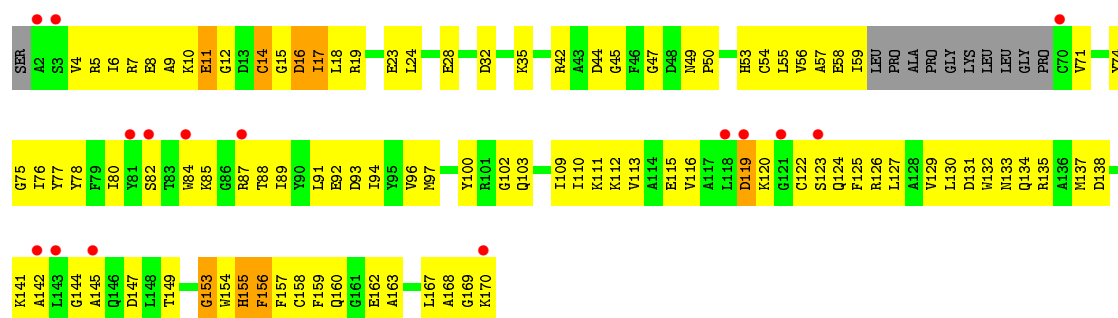 SER A2 S3 V4 R5 I6 R7 E8 A9 K10 E11 G12 D13 C14 G15 D16 I17 L18 R19 E23 L24 E28 D32 K35 R42 A43 D44 G45 F46 G47 D48 N49 P50 H53 C54 L55 V56 A57 E58 I59 LEU PRO ALA PRO GLY LYS LEU LEU GLY PRO C70 V71 Y74
G75 I76 Y77 Y78 F79 I80 Y81 S82 T83 W84 K85 G86 R87 T88 I89 Y90 L91 E92 D93 I94 Y95 V96 M97 Y100 R101 G102 Q103 I109 I110 K111 K112 V113 A114 E115 V116 A117 L118 D119 K120 G121 C122 S123 Q124 F125 R126 L127 A128 V129 L130 D131 W132 N133 Q134 R135 A136 M137 D138
K141 A142 L143 G144 A145 Q146 D147 L148 T149 G153 W154 H155 F156 F157 C158 F159 Q160 G161 E162 A163 L167 A168 G169 K170